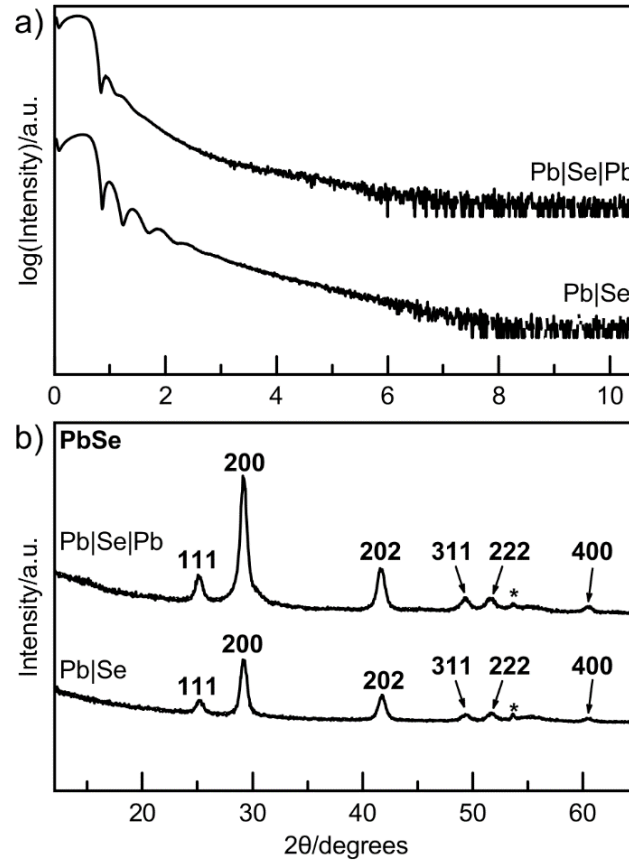 a)
log(Intensity)/a.u.
Pb|Se|Pb
Pb|Se
0 2 4 6 8 10
b) PbSe
Intensity/a.u.
Pb|Se|Pb
111 200 202 311 222 * 400
Pb|Se
111 200 202 311 222 * 400
20 30 40 50 60
2θ/degrees